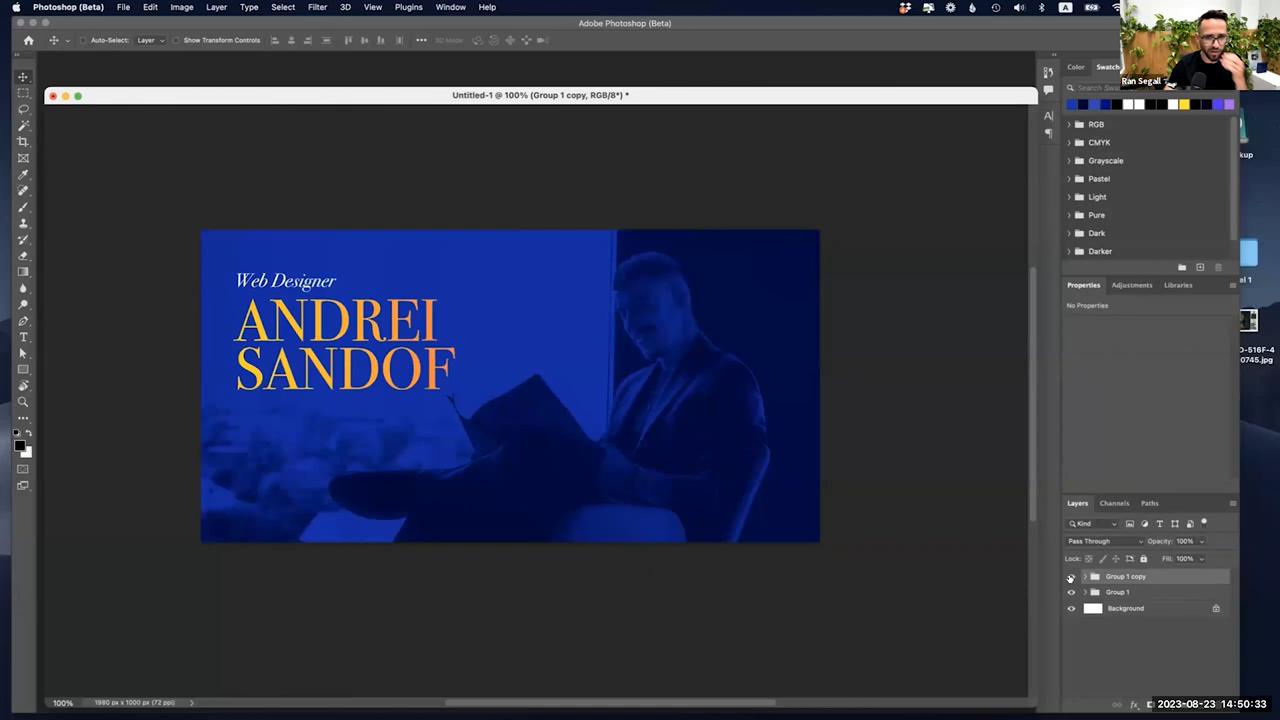 Photoshop (Beta) File Edit Image Layer Type Select Filter 3D View Plugins Window Help
Adobe Photoshop (Beta)
Auto-Select: Layer Show Transform Controls 3D Mode
Ran Segall
Color Swatch
Untitled-1 @ 100% (Group 1 copy, RGB/8*) *
RGB
CMYK
Grayscale
Pastel
Light
Pure
Dark
Darker
Web Designer
ANDREI
SANDOF
Properties Adjustments Libraries
No Properties
Layers Channels Paths
Kind
Pass Through Opacity: 100%
Lock: Fill: 100%
Group 1 copy
Group 1
Background
100% 1980 px x 1000 px (72 ppi)
2023-08-23 14:50:33